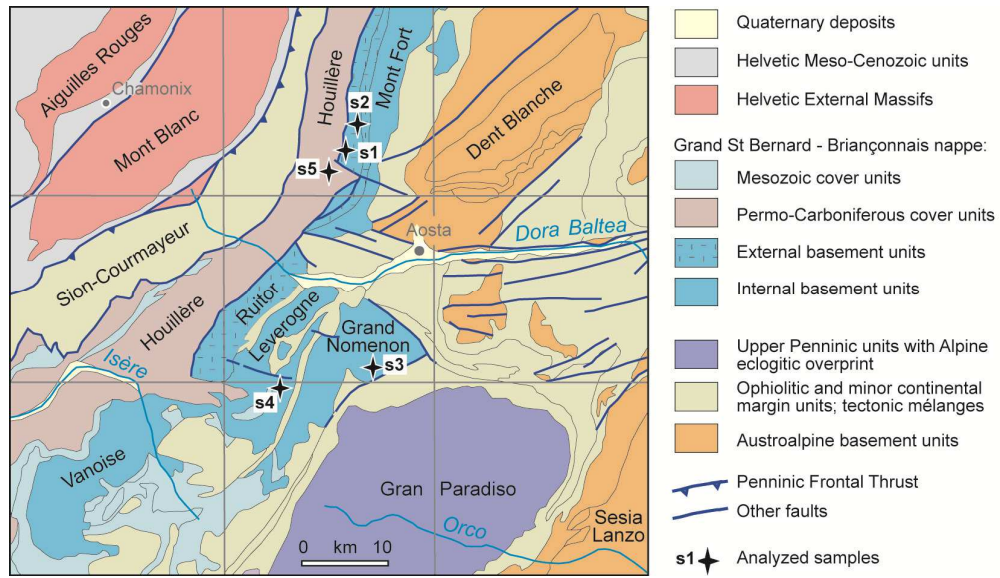 Aiguilles Rouges
Chamonix
Mont Blanc
Houillère
Mont Fort
s2
s1
s5
Dent Blanche
Sion-Courmayeur
Aosta
Dora Baltea
Houillère
Ruitor
Leverogne
Grand
Nomenon
s3
s4
Isère
Vanoise
Gran Paradiso
Orco
Sesia
Lanzo
0 km 10
Quaternary deposits
Helvetic Meso-Cenozoic units
Helvetic External Massifs
Grand St Bernard - Briançonnais nappe:
Mesozoic cover units
Permo-Carboniferous cover units
External basement units
Internal basement units
Upper Penninic units with Alpine
eclogitic overprint
Ophiolitic and minor continental
margin units; tectonic mélanges
Austroalpine basement units
Penninic Frontal Thrust
Other faults
s1 Analyzed samples